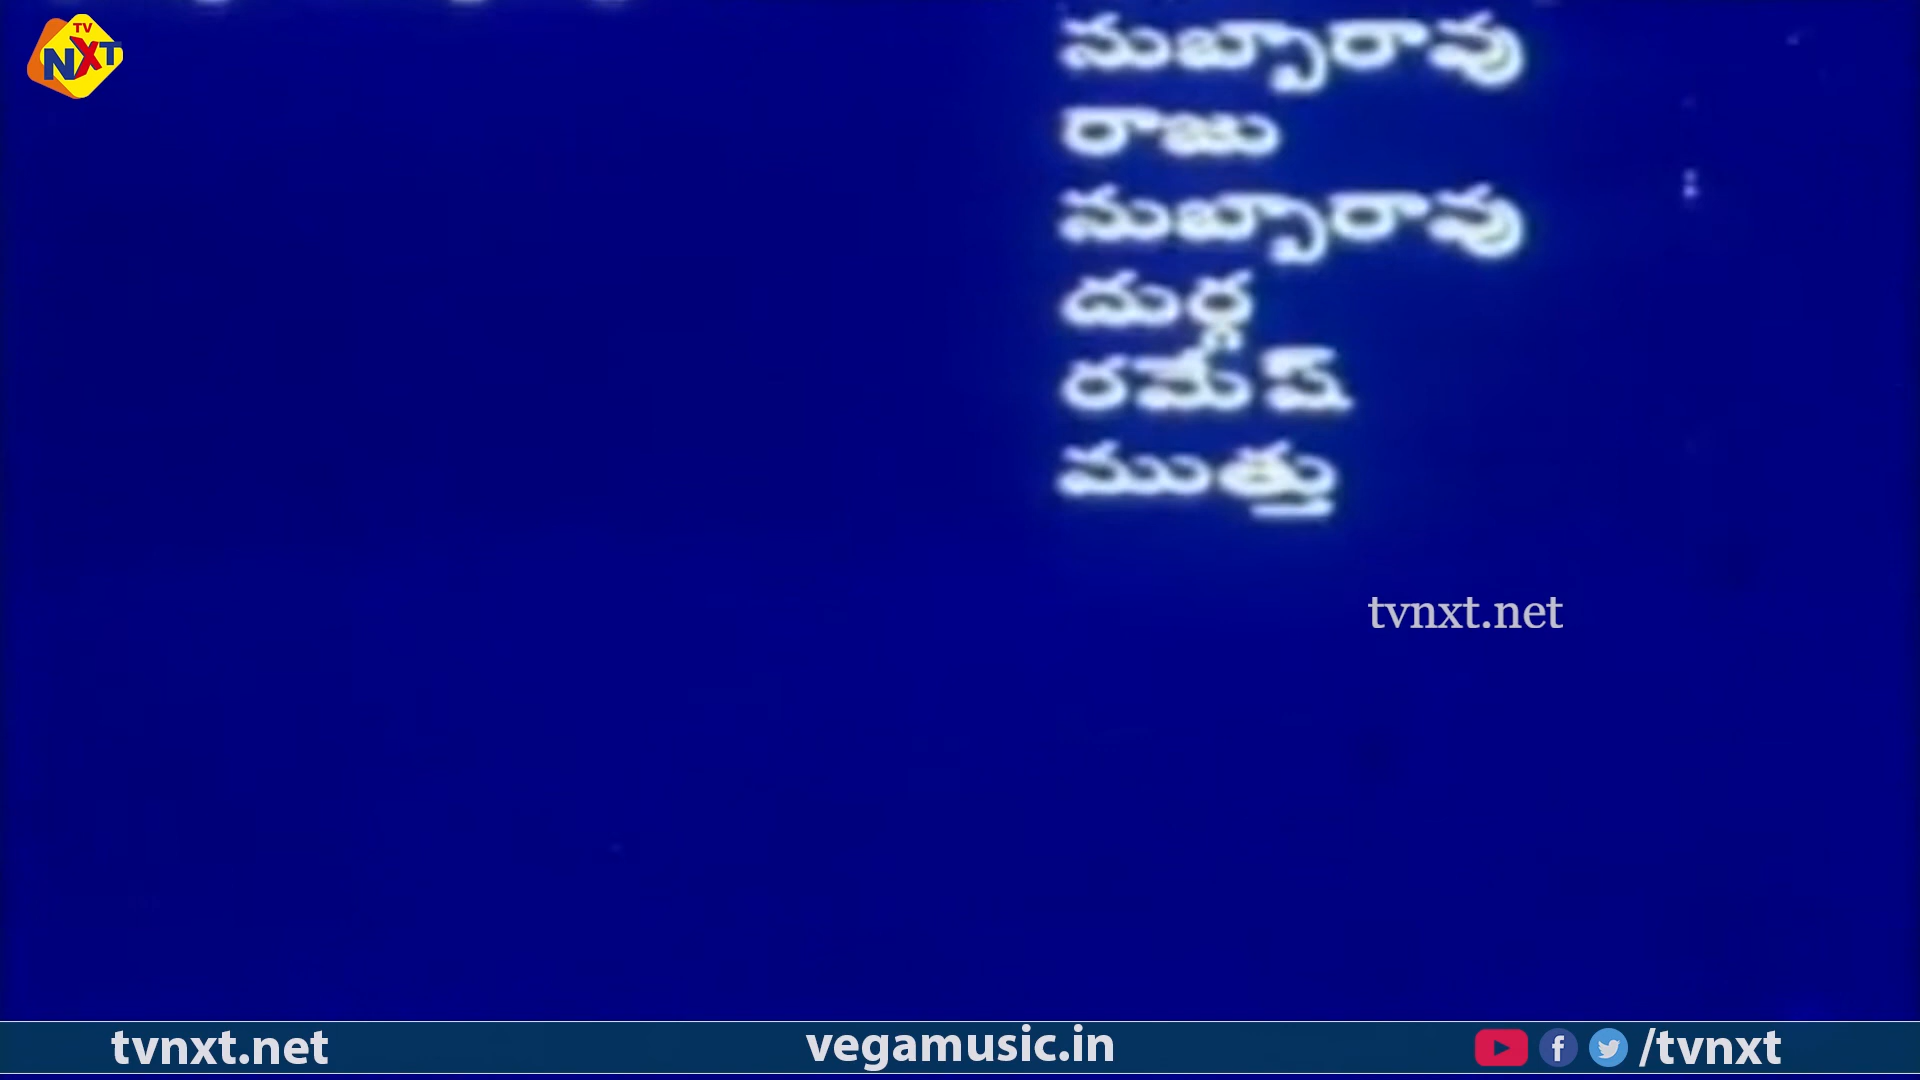 TV
NXT
సుబ్బారావు
రాజు
సుబ్బారావు
దుర్గ
రమేష్
ముత్తు
tvnxt.net
tvnxt.net
vegamusic.in
/tvnxt